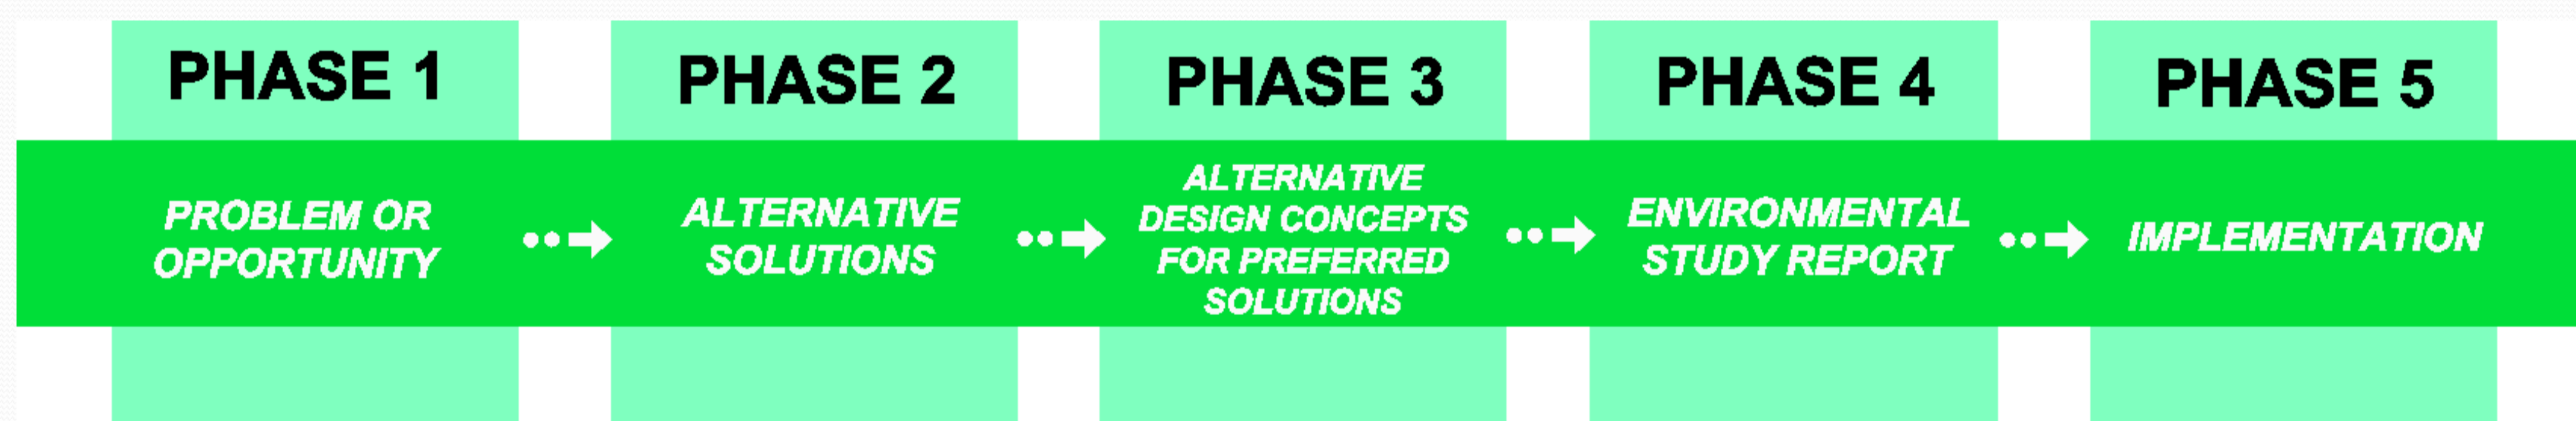 PHASE 1
PROBLEM OR
OPPORTUNITY
PHASE 2
ALTERNATIVE
SOLUTIONS
PHASE 3
ALTERNATIVE
DESIGN CONCEPTS
FOR PREFERRED
SOLUTIONS
PHASE 4
ENVIRONMENTAL
STUDY REPORT
PHASE 5
IMPLEMENTATION